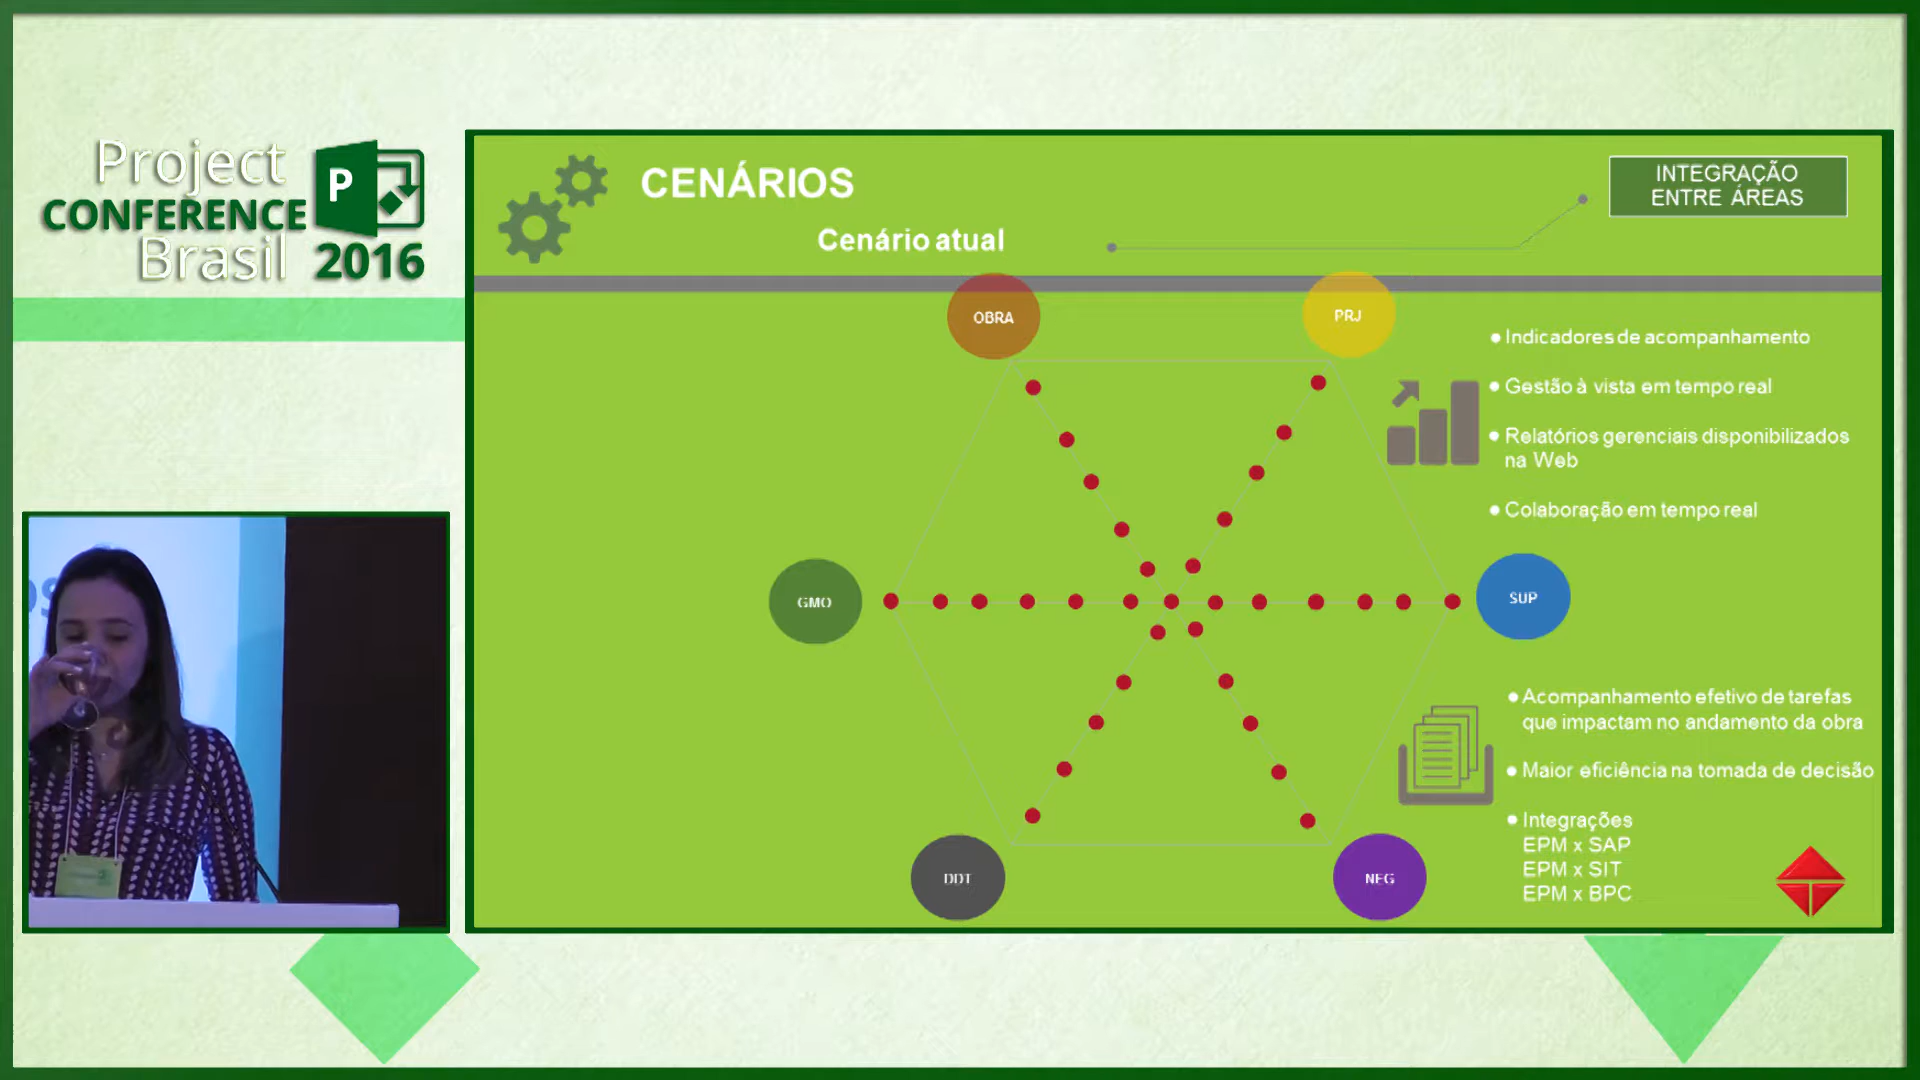 Project
CONFERENCE
Brasil 2016
P
CENÁRIOS
Cenário atual
INTEGRAÇÃO
ENTRE ÁREAS
OBRA
PRJ
GMO
SUP
DDT
NEG
● Indicadores de acompanhamento
● Gestão à vista em tempo real
● Relatórios gerenciais disponibilizados
na Web
● Colaboração em tempo real
● Acompanhamento efetivo de tarefas
que impactam no andamento da obra
● Maior eficiência na tomada de decisão
● Integrações
EPM x SAP
EPM x SIT
EPM x BPC